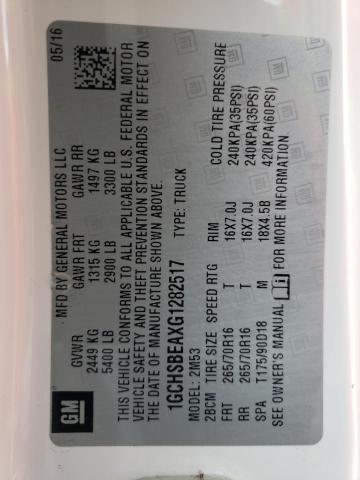 GM
MFD BY GENERAL MOTORS LLC 05/16
GVWR GAWR FRT GAWR RR
2449 KG 1315 KG 1497 KG
5400 LB 2900 LB 3300 LB
THIS VEHICLE CONFORMS TO ALL APPLICABLE U.S. FEDERAL MOTOR
VEHICLE SAFETY AND THEFT PREVENTION STANDARDS IN EFFECT ON
THE DATE OF MANUFACTURE SHOWN ABOVE.
1GCHSBEAXG1282517 TYPE: TRUCK
MODEL: 2M53
2BCM TIRE SIZE SPEED RTG RIM COLD TIRE PRESSURE
FRT 265/70R16 T 16X7.0J 240KPA(35PSI)
RR 265/70R16 T 16X7.0J 240KPA(35PSI)
SPA T175/90D18 M 18X4.5B 420KPA(60PSI)
SEE OWNER'S MANUAL FOR MORE INFORMATION